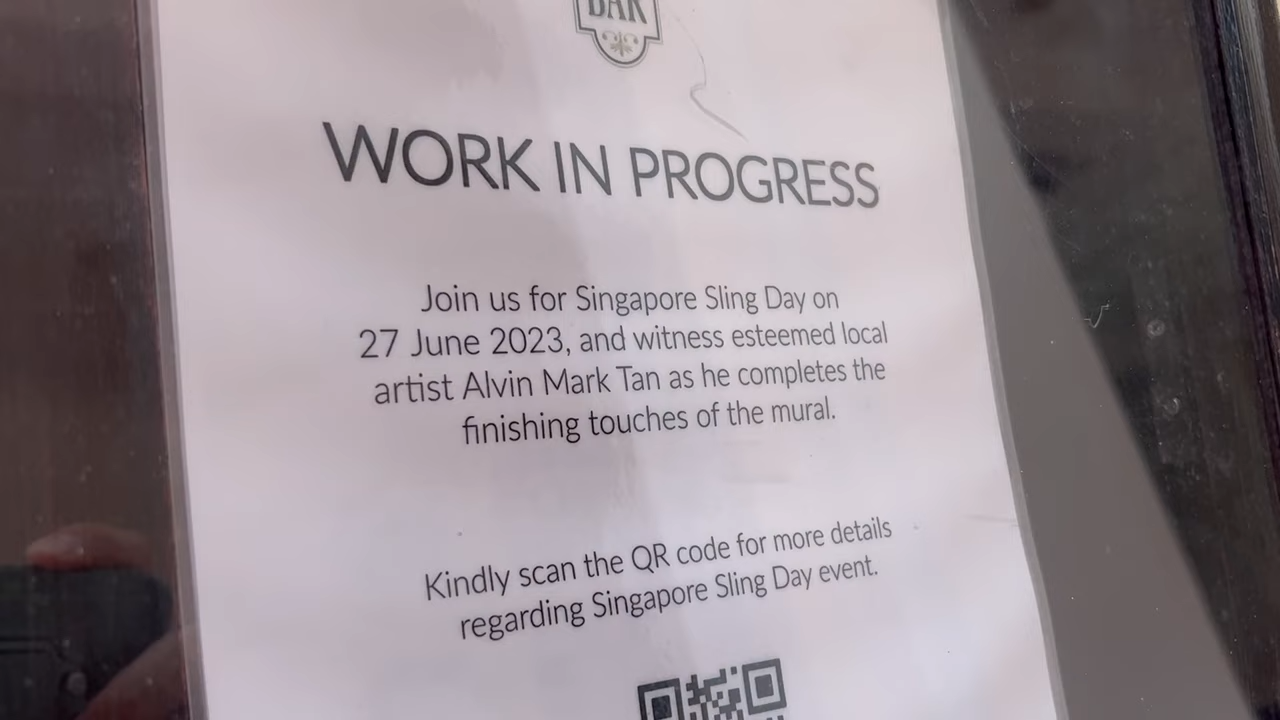 BAR
WORK IN PROGRESS
Join us for Singapore Sling Day on
27 June 2023, and witness esteemed local
artist Alvin Mark Tan as he completes the
finishing touches of the mural.
Kindly scan the QR code for more details
regarding Singapore Sling Day event.